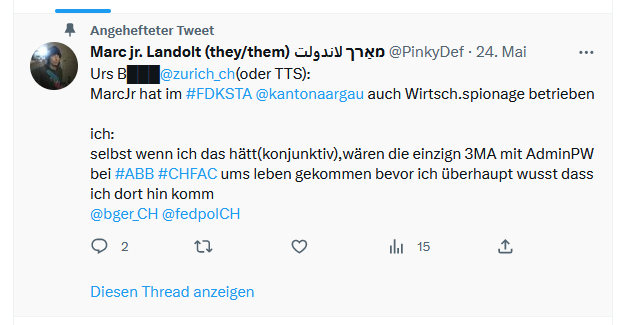 Angehefteter Tweet
Marc jr. Landolt (they/them) מאַרך לאַנדולט لاندولت @PinkyDef · 24. Mai
Urs B @zurich_ch(oder TTS):
MarcJr hat im #FDKSTA @kantonaargau auch Wirtsch.spionage betrieben
ich:
selbst wenn ich das hätt(konjunktiv),wären die einzign 3MA mit AdminPW
bei #ABB #CHFAC ums leben gekommen bevor ich überhaupt wusst dass
ich dort hin komm
@bger_CH @fedpolCH
2
15
Diesen Thread anzeigen